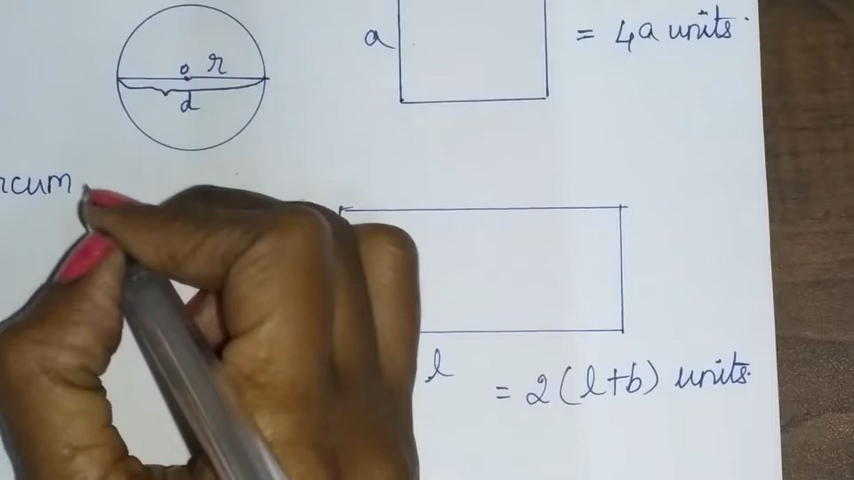 o r
d
a
= 4a units.
rcum
l
= 2 (l+b) units.